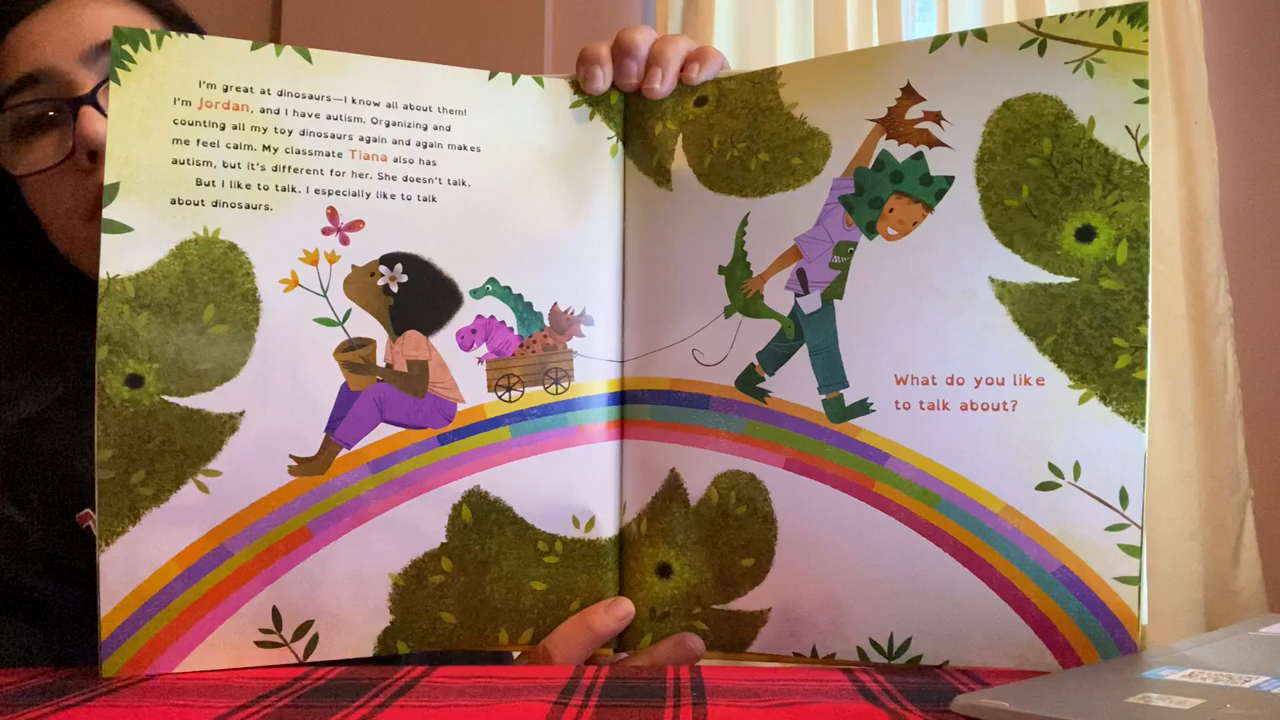 I'm great at dinosaurs—I know all about them!
I'm Jordan, and I have autism. Organizing and
counting all my toy dinosaurs again and again makes
me feel calm. My classmate Tiana also has
autism, but it's different for her. She doesn't talk.
But I like to talk. I especially like to talk
about dinosaurs.
What do you like
to talk about?